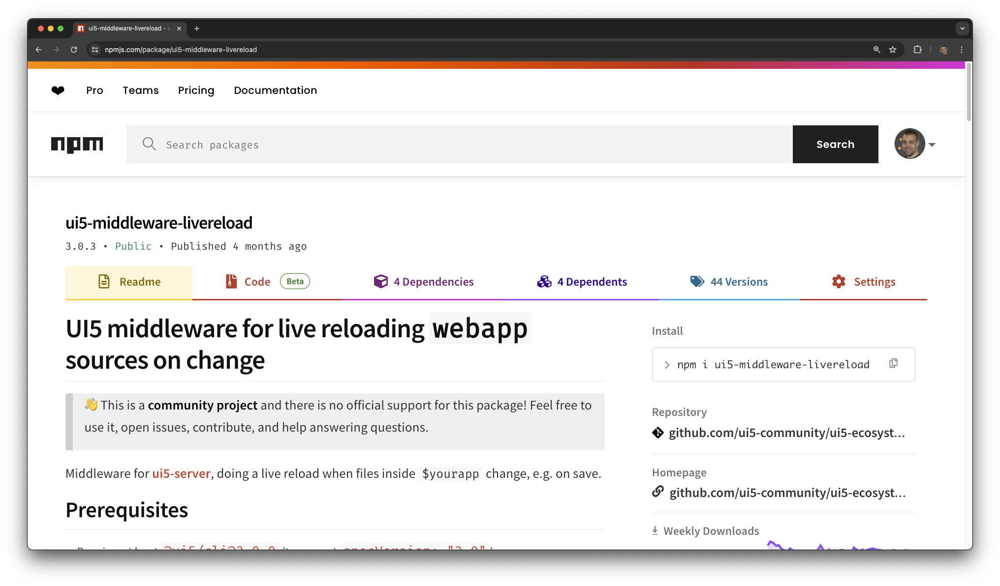 ui5-middleware-livereload -
npmjs.com/package/ui5-middleware-livereload
Pro Teams Pricing Documentation
npm
Search packages
Search
ui5-middleware-livereload
3.0.3 • Public • Published 4 months ago
Readme
Code Beta
4 Dependencies
4 Dependents
44 Versions
Settings
UI5 middleware for live reloading webapp
sources on change
👋 This is a community project and there is no official support for this package! Feel free to
use it, open issues, contribute, and help answering questions.
Middleware for ui5-server, doing a live reload when files inside $yourapp change, e.g. on save.
Prerequisites
Install
> npm i ui5-middleware-livereload
Repository
github.com/ui5-community/ui5-ecosyst...
Homepage
github.com/ui5-community/ui5-ecosyst...
Weekly Downloads